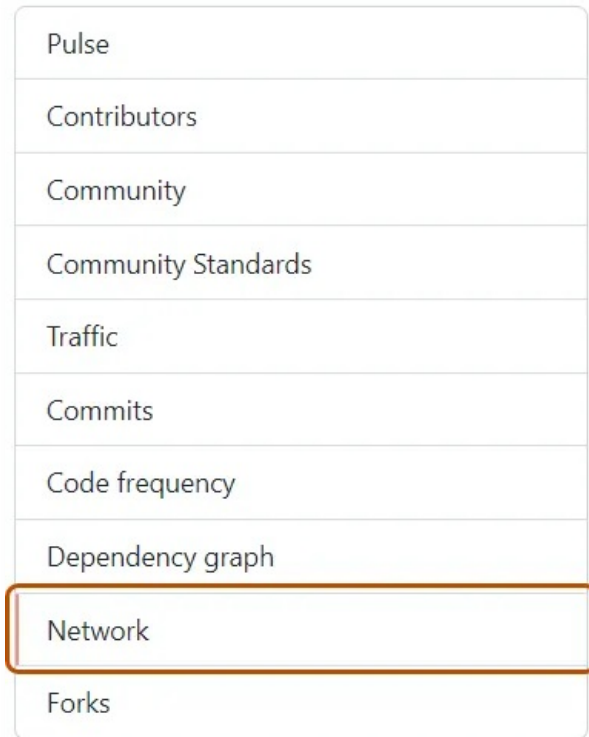 Pulse
Contributors
Community
Community Standards
Traffic
Commits
Code frequency
Dependency graph
Network
Forks